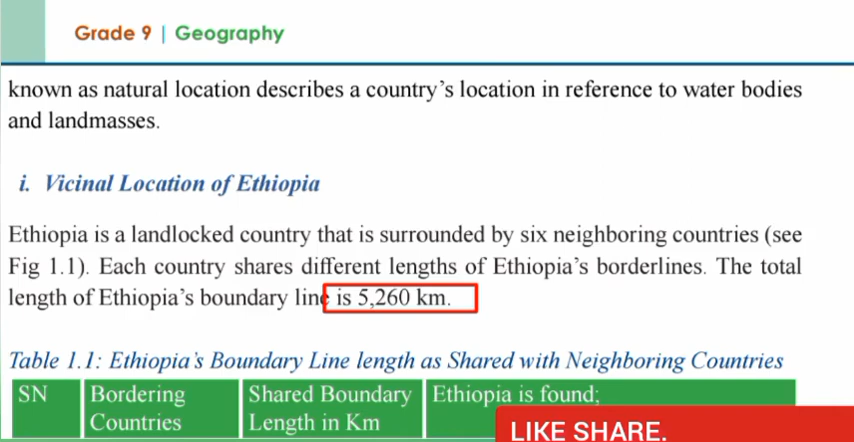 Grade 9 | Geography
known as natural location describes a country's location in reference to water bodies
and landmasses.
i. Vicinal Location of Ethiopia
Ethiopia is a landlocked country that is surrounded by six neighboring countries (see
Fig 1.1). Each country shares different lengths of Ethiopia's borderlines. The total
length of Ethiopia's boundary line is 5,260 km.
Table 1.1: Ethiopia's Boundary Line length as Shared with Neighboring Countries
SN Bordering Shared Boundary Ethiopia is found;
Countries Length in Km
LIKE SHARE.